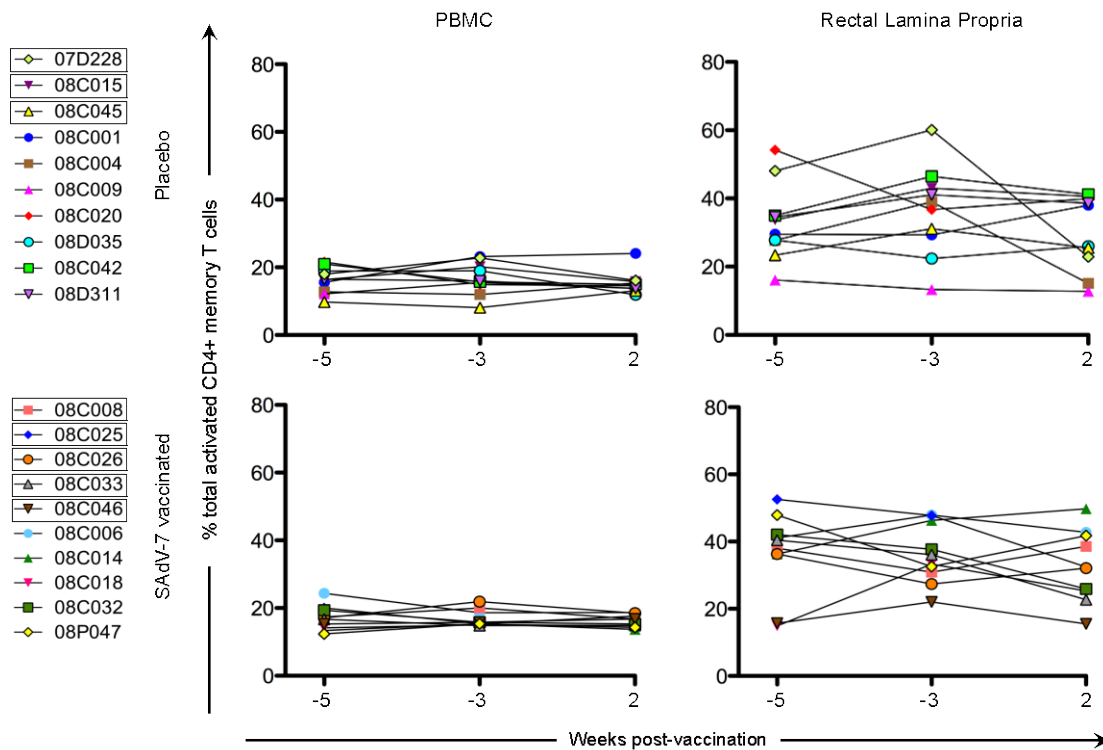 PBMC
Rectal Lamina Propria
07D228
08C015
08C045
08C001
08C004
08C009
08C020
08D035
08C042
08D311
Placebo
% total activated CD4+ memory T cells
80
60
40
20
0
-5
-3
2
80
60
40
20
0
-5
-3
2
08C008
08C025
08C026
08C033
08C046
08C006
08C014
08C018
08C032
08P047
SAdV-7 vaccinated
80
60
40
20
0
-5
-3
2
80
60
40
20
0
-5
-3
2
Weeks post-vaccination